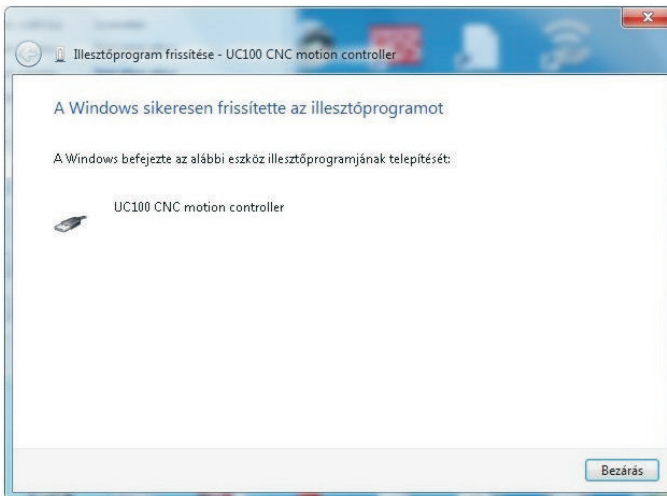 Illesztőprogram frissítése - UC100 CNC motion controller
A Windows sikeresen frissítette az illesztőprogramot
A Windows befejezte az alábbi eszköz illesztőprogramjának telepítését:
UC100 CNC motion controller
Bezárás